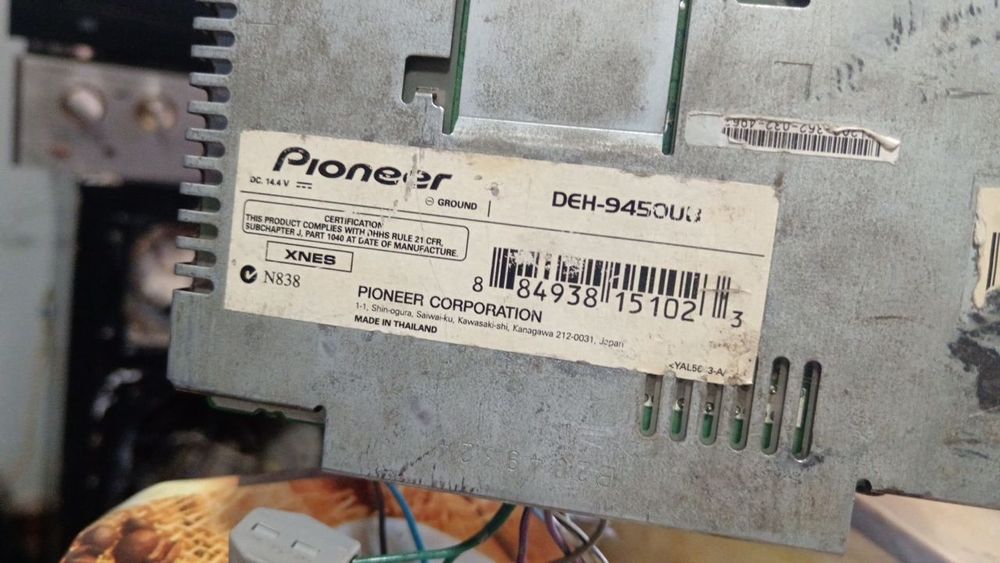 Pioneer
DC. 14.4 V
GROUND
DEH-9450UB
CERTIFICATION
THIS PRODUCT COMPLIES WITH DHHS RULE 21 CFR,
SUBCHAPTER J, PART 1040 AT DATE OF MANUFACTURE.
XNES
N838
8 84938 15102 3
PIONEER CORPORATION
1-1, Shin-ogura, Saiwai-ku, Kawasaki-shi, Kanagawa 212-0031, Japan
MADE IN THAILAND